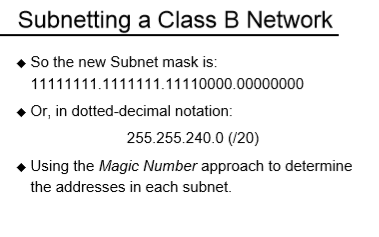 Subnetting a Class B Network
◆ So the new Subnet mask is:
11111111.1111111.11110000.00000000
◆ Or, in dotted-decimal notation:
255.255.240.0 (/20)
◆ Using the Magic Number approach to determine
the addresses in each subnet.